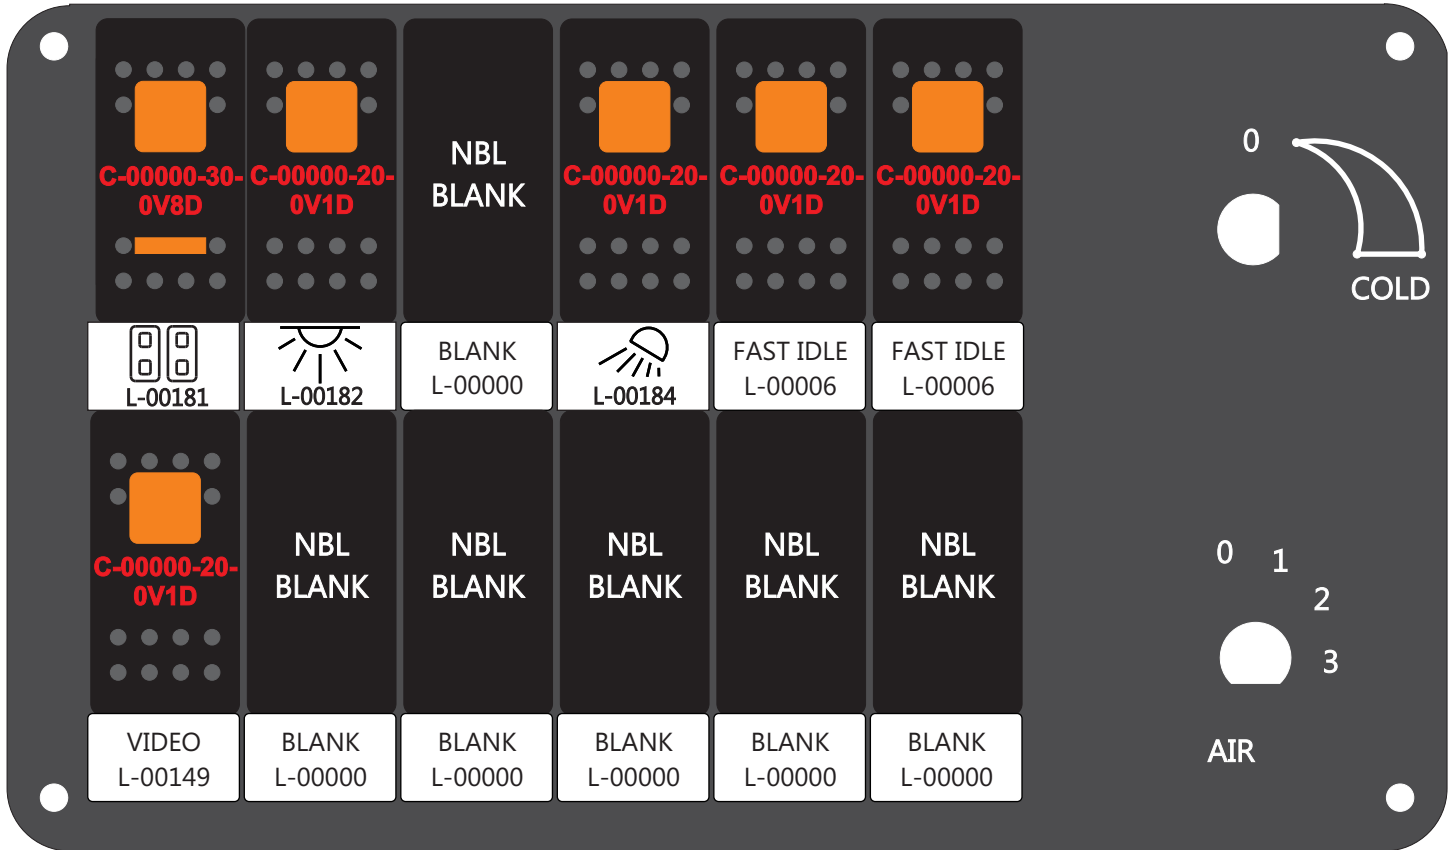 C-00000-30-
0V8D
C-00000-20-
0V1D
NBL
BLANK
C-00000-20-
0V1D
C-00000-20-
0V1D
C-00000-20-
0V1D
0
COLD
L-00181
L-00182
BLANK
L-00000
L-00184
FAST IDLE
L-00006
FAST IDLE
L-00006
C-00000-20-
0V1D
NBL
BLANK
NBL
BLANK
NBL
BLANK
NBL
BLANK
NBL
BLANK
0
1
2
3
AIR
VIDEO
L-00149
BLANK
L-00000
BLANK
L-00000
BLANK
L-00000
BLANK
L-00000
BLANK
L-00000